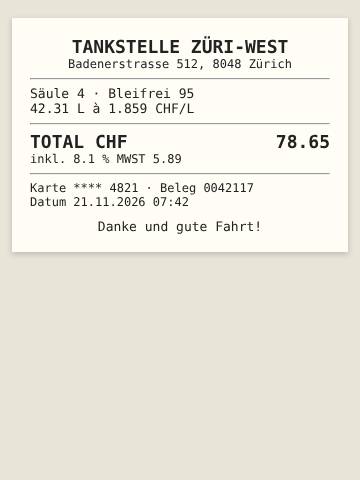 TANKSTELLE ZÜRI-WEST
Badenerstrasse 512, 8048 Zürich
Säule 4 · Bleifrei 95
42.31 L à 1.859 CHF/L
TOTAL CHF 78.65
inkl. 8.1 % MWST 5.89
Karte **** 4821 · Beleg 0042117
Datum 21.11.2026 07:42
Danke und gute Fahrt!